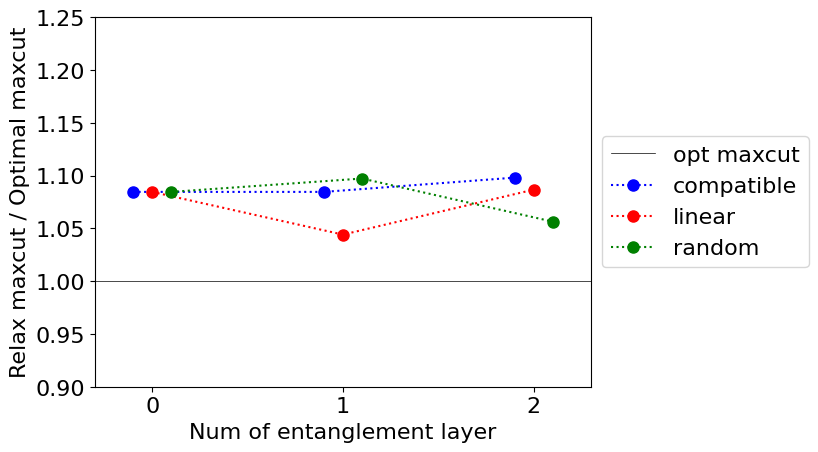 Relax maxcut / Optimal maxcut
1.25
1.20
1.15
1.10
1.05
1.00
0.95
0.90
0
1
2
Num of entanglement layer
opt maxcut
compatible
linear
random